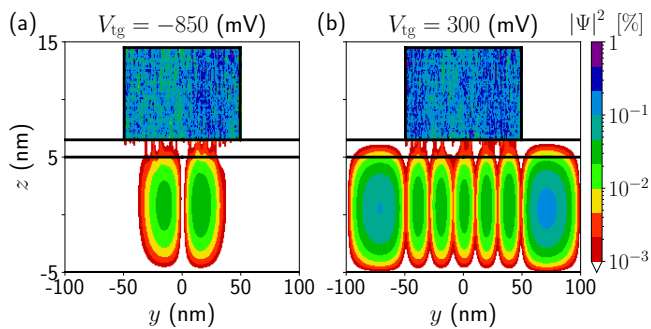 (a) V_tg = −850 (mV) (b) V_tg = 300 (mV) |Ψ|² [%]
15
5
-5
z (nm)
-100 -50 0 50 100
y (nm)
-100 -50 0 50 100
y (nm)
1
10⁻¹
10⁻²
10⁻³